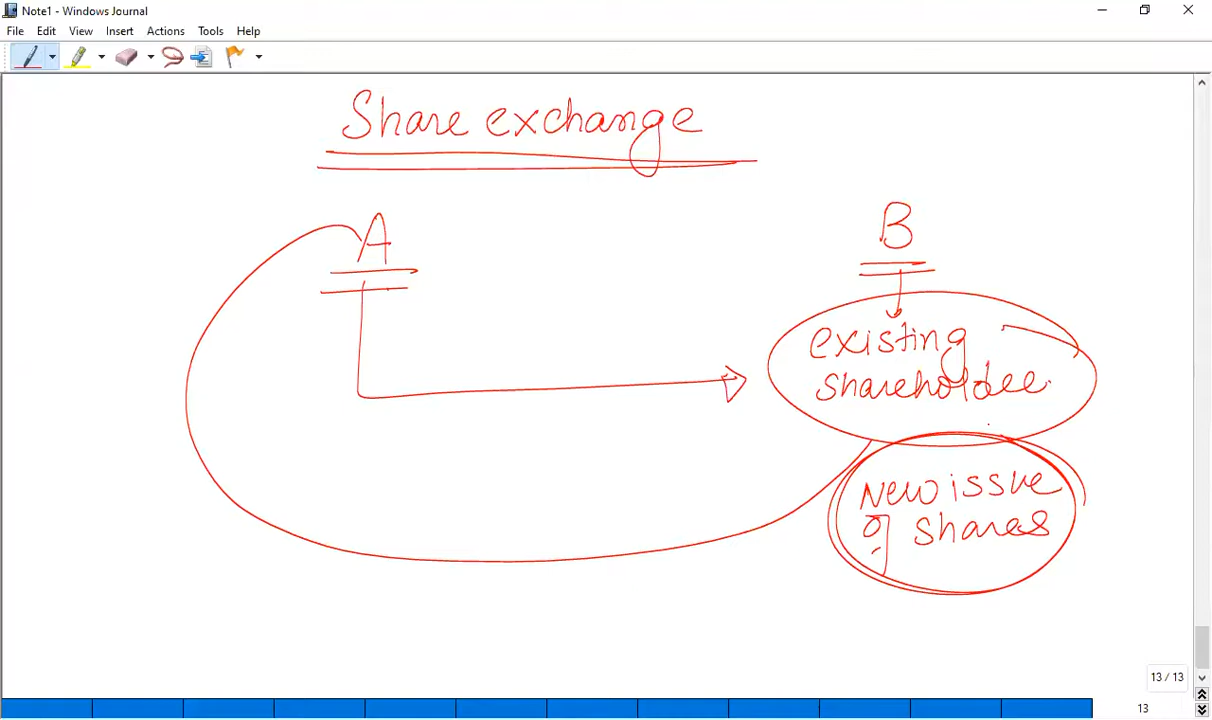 Note1 - Windows Journal
File Edit View Insert Actions Tools Help
Share exchange
A
B
existing
shareholder
New issue
of shares
13 / 13
13